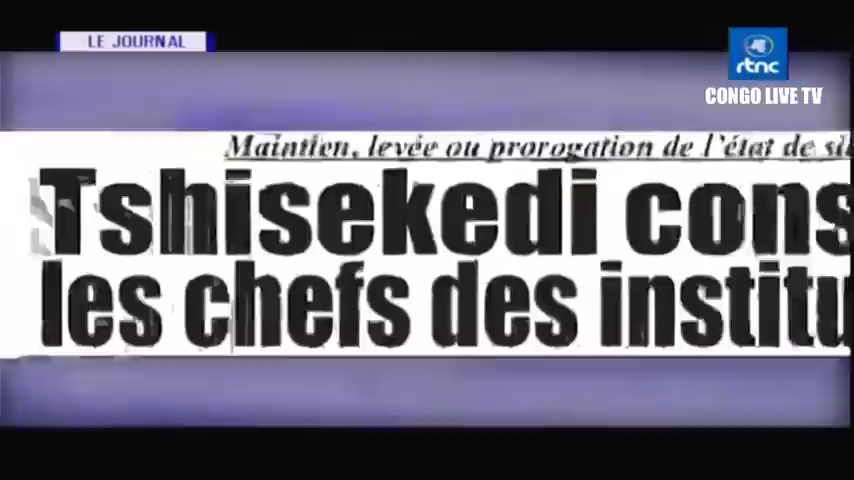 LE JOURNAL
rtnc
CONGO LIVE TV
Maintien, levée ou prorogation de l'état de
Tshisekedi cons
les chefs des institu